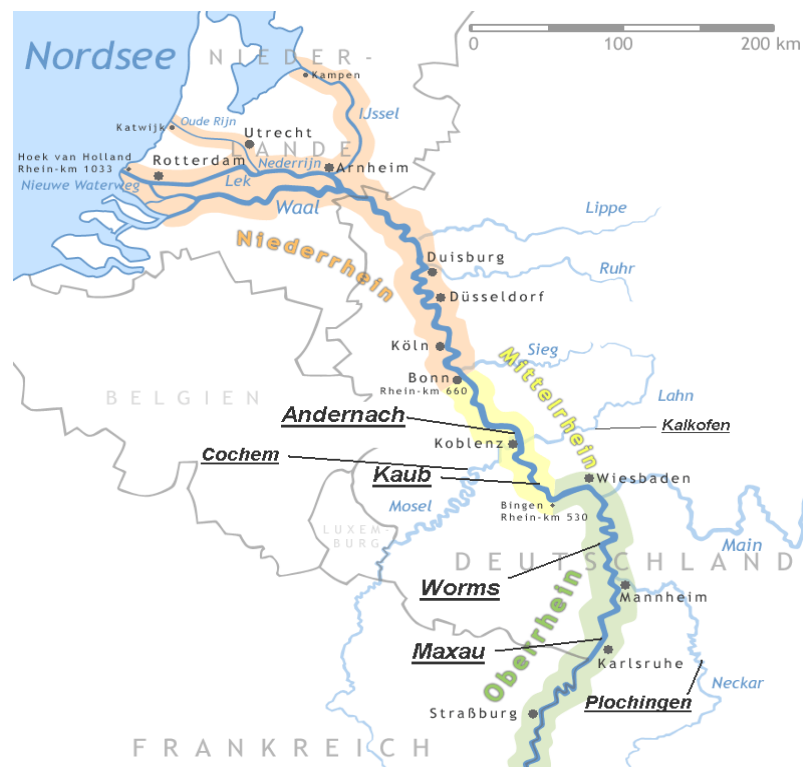 Nordsee
0 100 200 km
NIEDER-
LANDE
Kampen
IJssel
Oude Rijn
Katwijk
Utrecht
Hoek van Holland
Rhein-km 1033
Rotterdam
Nederrijn
Arnheim
Nieuwe Waterweg
Lek
Waal
Lippe
Niederrhein
Duisburg
Ruhr
Düsseldorf
Köln
Sieg
Mittelrhein
Bonn
Rhein-km 660
Lahn
BELGIEN
Andernach
Kalkofen
Koblenz
Cochem
Kaub
Wiesbaden
Mosel
Bingen
Rhein-km 530
LUXEM-
BURG
Main
DEUTSCHLAND
Worms
Mannheim
Oberrhein
Maxau
Karlsruhe
Neckar
Plochingen
Straßburg
FRANKREICH